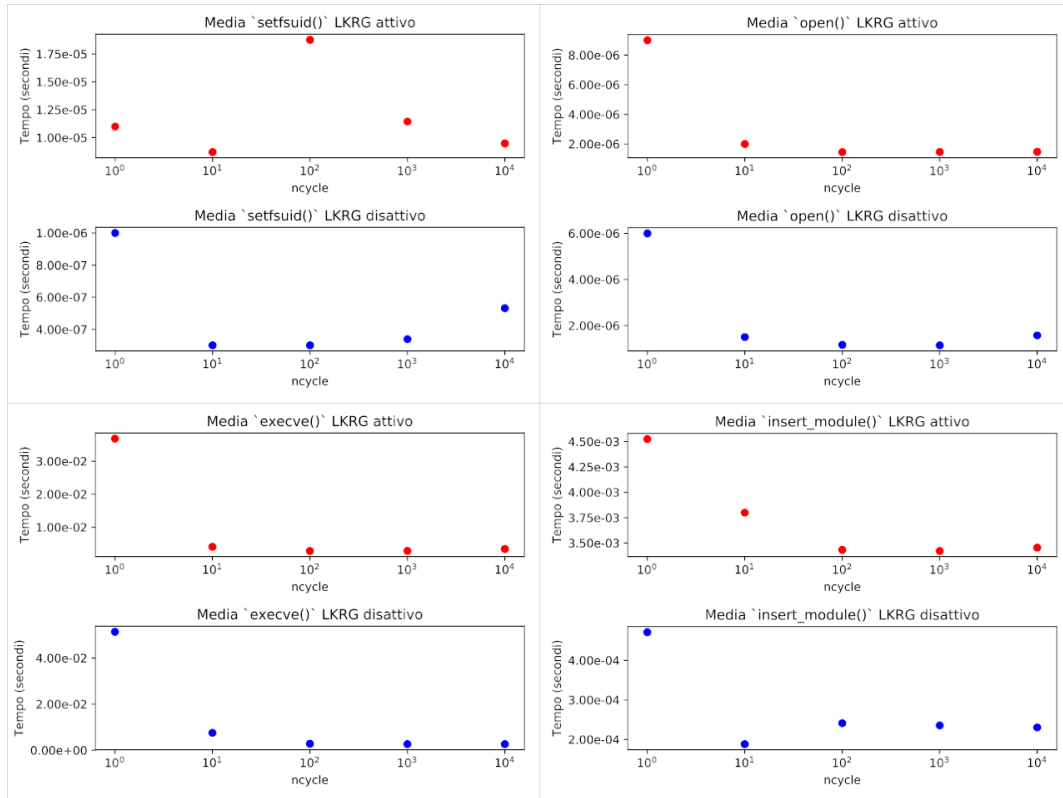 Media `setfsuid()` LKRG attivo
Tempo (secondi)
1.75e-05
1.50e-05
1.25e-05
1.00e-05
10^0 10^1 10^2 10^3 10^4
ncycle
Media `setfsuid()` LKRG disattivo
Tempo (secondi)
1.00e-06
8.00e-07
6.00e-07
4.00e-07
10^0 10^1 10^2 10^3 10^4
ncycle
Media `open()` LKRG attivo
Tempo (secondi)
8.00e-06
6.00e-06
4.00e-06
2.00e-06
10^0 10^1 10^2 10^3 10^4
ncycle
Media `open()` LKRG disattivo
Tempo (secondi)
6.00e-06
4.00e-06
2.00e-06
10^0 10^1 10^2 10^3 10^4
ncycle
Media `execve()` LKRG attivo
Tempo (secondi)
3.00e-02
2.00e-02
1.00e-02
10^0 10^1 10^2 10^3 10^4
ncycle
Media `execve()` LKRG disattivo
Tempo (secondi)
4.00e-02
2.00e-02
0.00e+00
10^0 10^1 10^2 10^3 10^4
ncycle
Media `insert_module()` LKRG attivo
Tempo (secondi)
4.50e-03
4.25e-03
4.00e-03
3.75e-03
3.50e-03
10^0 10^1 10^2 10^3 10^4
ncycle
Media `insert_module()` LKRG disattivo
Tempo (secondi)
4.00e-04
3.00e-04
2.00e-04
10^0 10^1 10^2 10^3 10^4
ncycle